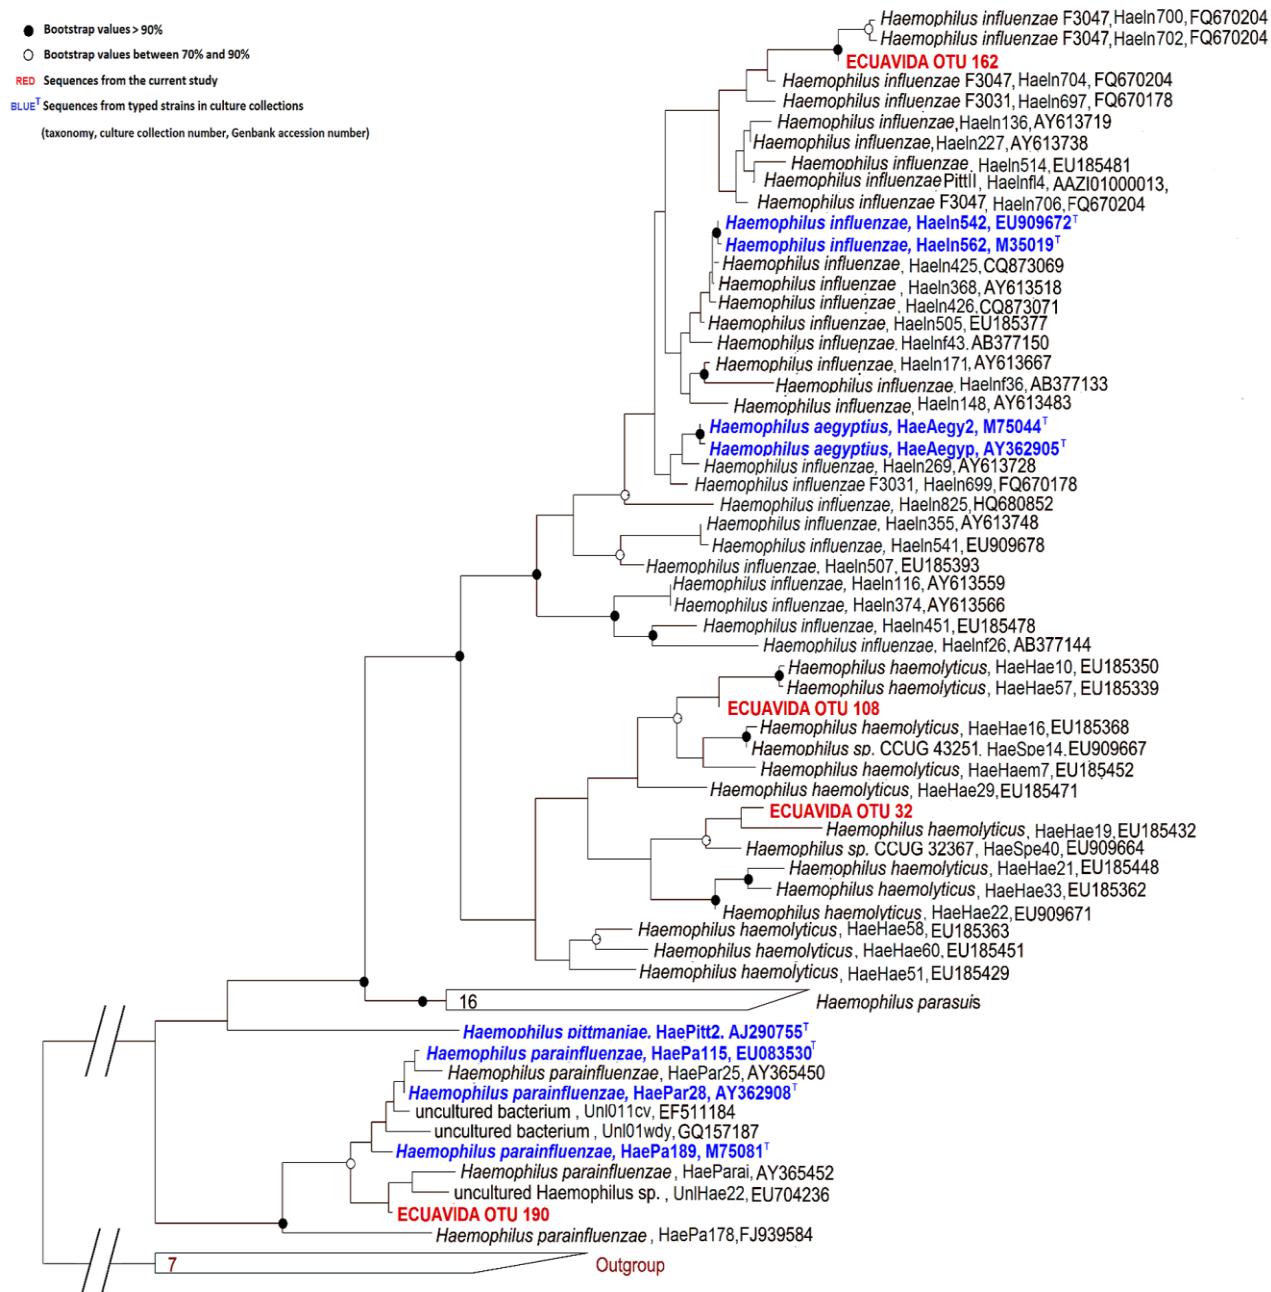 Bootstrap values > 90%
Bootstrap values between 70% and 90%
RED Sequences from the current study
BLUE^T Sequences from typed strains in culture collections
(taxonomy, culture collection number, Genbank accession number)
Haemophilus influenzae F3047, HaeIn700, FQ670204
Haemophilus influenzae F3047, HaeIn702, FQ670204
ECUAVIDA OTU 162
Haemophilus influenzae F3047, HaeIn704, FQ670204
Haemophilus influenzae F3031, HaeIn697, FQ670178
Haemophilus influenzae, HaeIn136, AY613719
Haemophilus influenzae, HaeIn227, AY613738
Haemophilus influenzae, HaeIn514, EU185481
Haemophilus influenzae PittII, HaeInfl4, AAZI01000013,
Haemophilus influenzae F3047, HaeIn706, FQ670204
Haemophilus influenzae, HaeIn542, EU909672^T
Haemophilus influenzae, HaeIn562, M35019^T
Haemophilus influenzae, HaeIn425, CQ873069
Haemophilus influenzae , HaeIn368, AY613518
Haemophilus influenzae , HaeIn426, CQ873071
Haemophilus influenzae, HaeIn505, EU185377
Haemophilus influenzae, HaeInf43, AB377150
Haemophilus influenzae, HaeIn171, AY613667
Haemophilus influenzae, HaeInf36, AB377133
Haemophilus influenzae, HaeIn148, AY613483
Haemophilus aegyptius, HaeAegy2, M75044^T
Haemophilus aegyptius, HaeAegyp, AY362905^T
Haemophilus influenzae, HaeIn269, AY613728
Haemophilus influenzae F3031, HaeIn699, FQ670178
Haemophilus influenzae, HaeIn825, HQ680852
Haemophilus influenzae, HaeIn355, AY613748
Haemophilus influenzae, HaeIn541, EU909678
Haemophilus influenzae, HaeIn507, EU185393
Haemophilus influenzae, HaeIn116, AY613559
Haemophilus influenzae, HaeIn374, AY613566
Haemophilus influenzae, HaeIn451, EU185478
Haemophilus influenzae, HaeInf26, AB377144
Haemophilus haemolyticus, HaeHae10, EU185350
Haemophilus haemolyticus, HaeHae57, EU185339
ECUAVIDA OTU 108
Haemophilus haemolyticus, HaeHae16, EU185368
Haemophilus sp. CCUG 43251, HaeSpe14, EU909667
Haemophilus haemolyticus, HaeHaem7, EU185452
Haemophilus haemolyticus, HaeHae29, EU185471
ECUAVIDA OTU 32
Haemophilus haemolyticus, HaeHae19, EU185432
Haemophilus sp. CCUG 32367, HaeSpe40, EU909664
Haemophilus haemolyticus, HaeHae21, EU185448
Haemophilus haemolyticus, HaeHae33, EU185362
Haemophilus haemolyticus, HaeHae22, EU909671
Haemophilus haemolyticus, HaeHae58, EU185363
Haemophilus haemolyticus, HaeHae60, EU185451
Haemophilus haemolyticus, HaeHae51, EU185429
16 Haemophilus parasuis
Haemophilus pittmaniae, HaePitt2, AJ290755^T
Haemophilus parainfluenzae, HaePa115, EU083530^T
Haemophilus parainfluenzae, HaePar25, AY365450
Haemophilus parainfluenzae, HaePar28, AY362908^T
uncultured bacterium , Unl011cv, EF511184
uncultured bacterium , Unl01wdy, GQ157187
Haemophilus parainfluenzae, HaePa189, M75081^T
Haemophilus parainfluenzae, HaeParai, AY365452
uncultured Haemophilus sp. , UnlHae22, EU704236
ECUAVIDA OTU 190
Haemophilus parainfluenzae , HaePa178, FJ939584
7 Outgroup